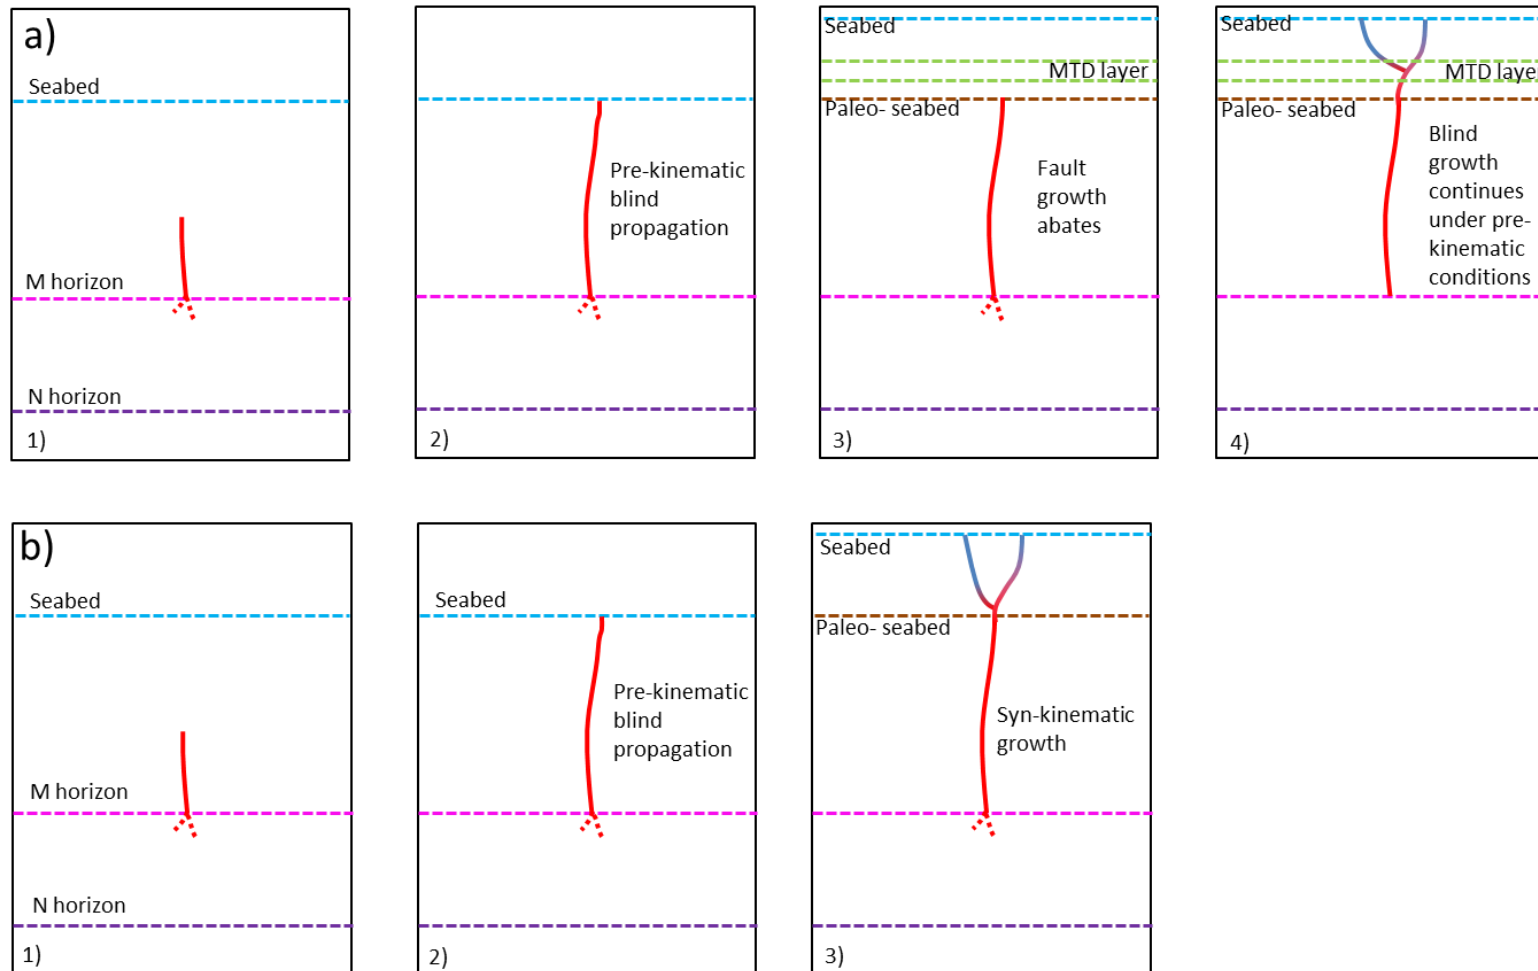 a)
Seabed
M horizon
N horizon
1)
Pre-kinematic
blind
propagation
2)
Seabed
MTD layer
Paleo- seabed
Fault
growth
abates
3)
Seabed
MTD laye
Paleo- seabed
Blind
growth
continues
under pre-
kinematic
conditions
4)
b)
Seabed
M horizon
N horizon
1)
Seabed
Pre-kinematic
blind
propagation
2)
Seabed
Paleo- seabed
Syn-kinematic
growth
3)